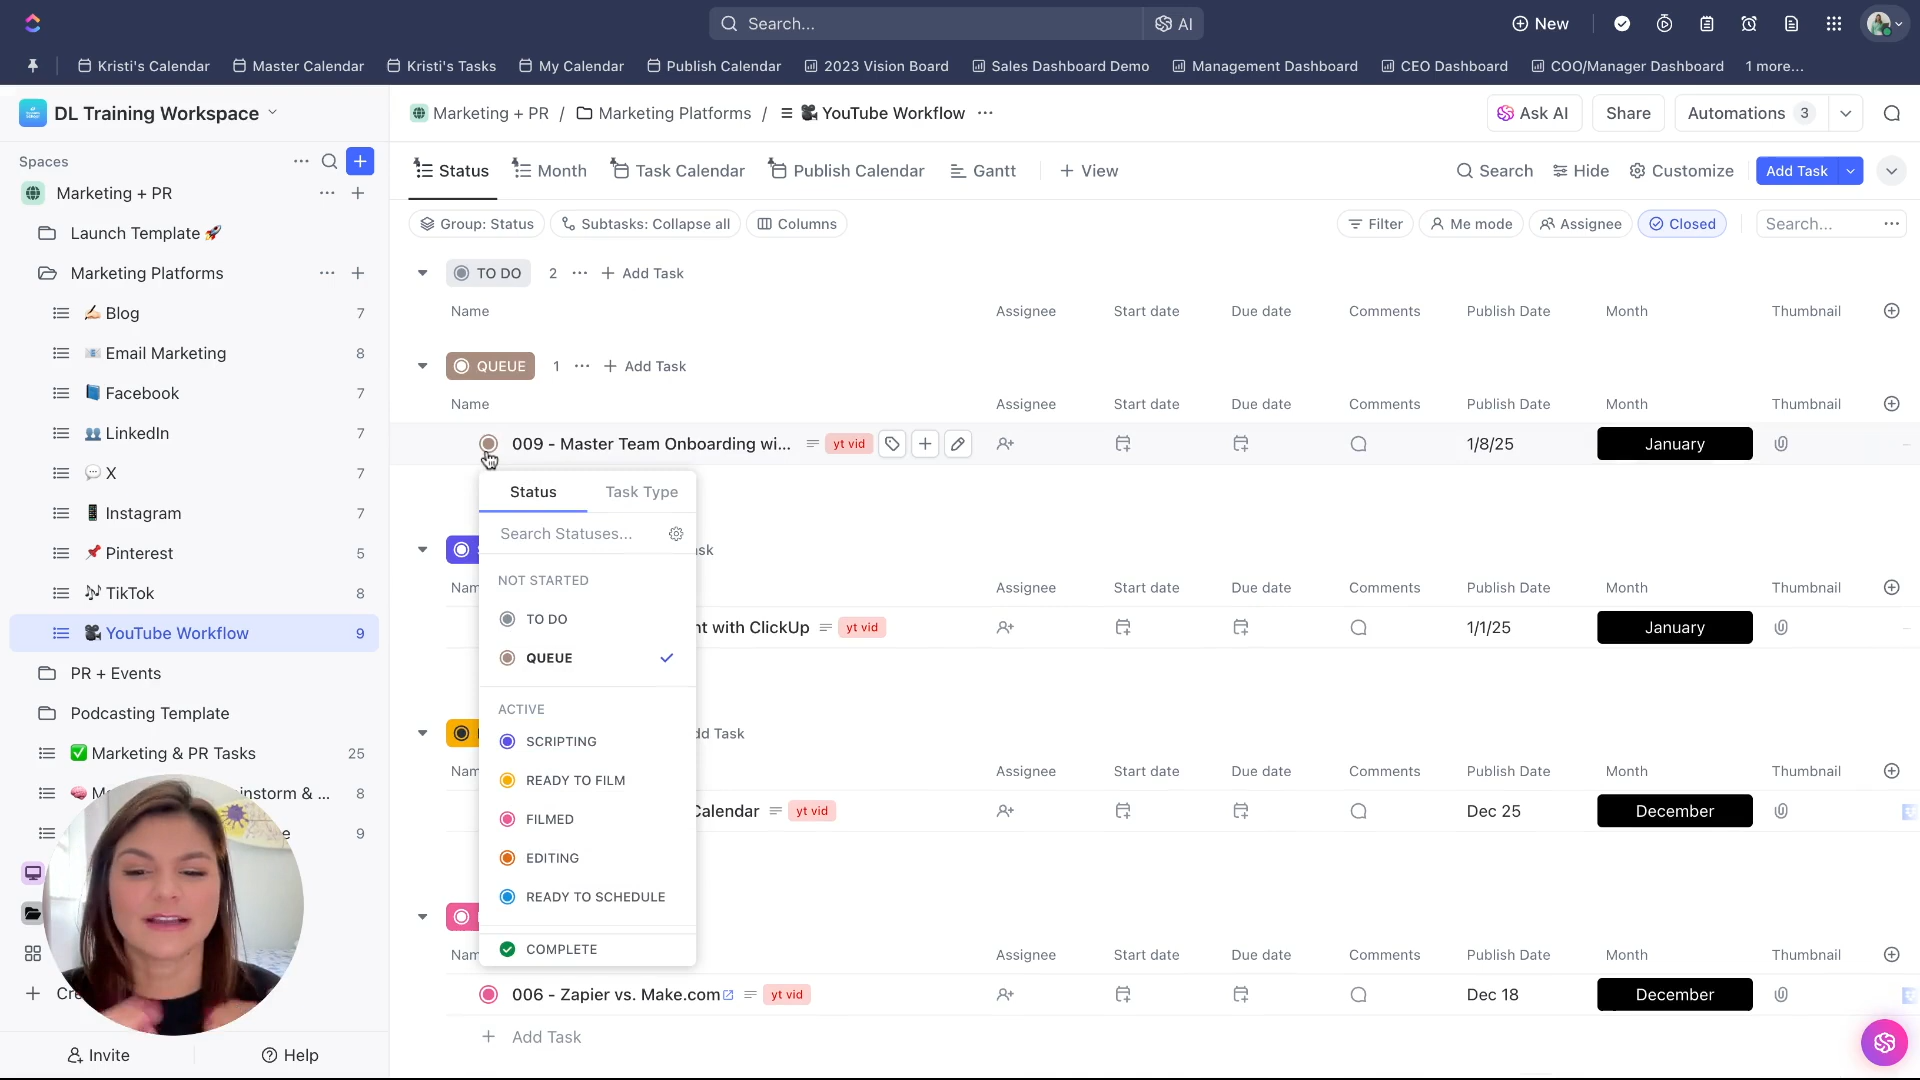 Search...
AI
New
Kristi's Calendar
Master Calendar
Kristi's Tasks
My Calendar
Publish Calendar
2023 Vision Board
Sales Dashboard Demo
Management Dashboard
CEO Dashboard
COO/Manager Dashboard
1 more...
DL Training Workspace
Marketing + PR / Marketing Platforms / YouTube Workflow
Ask AI
Share
Automations 3
Spaces
Marketing + PR
Launch Template
Marketing Platforms
Blog 7
Email Marketing 8
Facebook 7
LinkedIn 7
X 7
Instagram 7
Pinterest 5
TikTok 8
YouTube Workflow 9
PR + Events
Podcasting Template
Marketing & PR Tasks 25
8
9
Invite
Help
Status
Month
Task Calendar
Publish Calendar
Gantt
+ View
Search
Hide
Customize
Add Task
Group: Status
Subtasks: Collapse all
Columns
Filter
Me mode
Assignee
Closed
Search...
TO DO 2 ... + Add Task
Name Assignee Start date Due date Comments Publish Date Month Thumbnail
QUEUE 1 ... + Add Task
Name Assignee Start date Due date Comments Publish Date Month Thumbnail
009 - Master Team Onboarding wi... yt vid 1/8/25 January
Status Task Type
Search Statuses...
NOT STARTED
TO DO
QUEUE
ACTIVE
SCRIPTING
READY TO FILM
FILMED
EDITING
READY TO SCHEDULE
COMPLETE
Assignee Start date Due date Comments Publish Date Month Thumbnail
with ClickUp yt vid 1/1/25 January
Task
Assignee Start date Due date Comments Publish Date Month Thumbnail
Calendar yt vid Dec 25 December
Assignee Start date Due date Comments Publish Date Month Thumbnail
006 - Zapier vs. Make.com yt vid Dec 18 December
+ Add Task